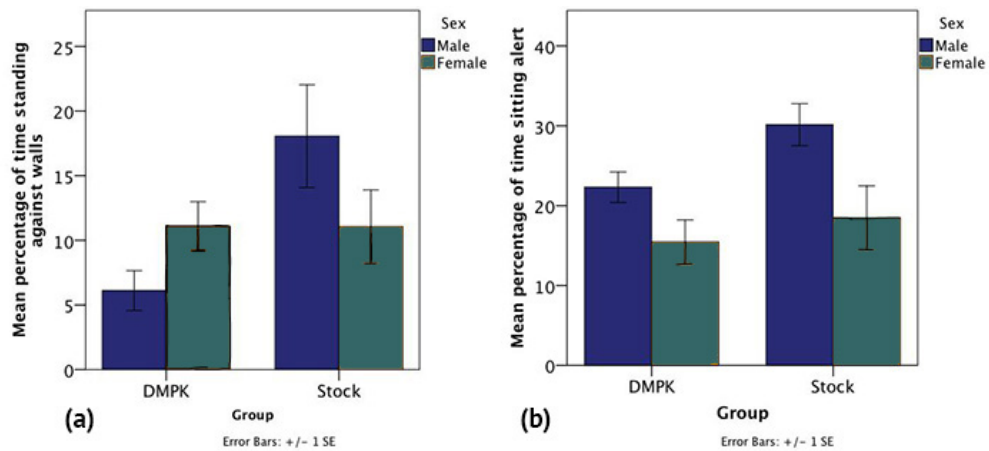 Mean percentage of time standing
against walls
25
20
15
10
5
0
DMPK
Stock
Group
Error Bars: +/− 1 SE
Sex
Male
Female
(a)
Mean percentage of time sitting alert
40
30
20
10
0
DMPK
Stock
Group
Error Bars: +/− 1 SE
Sex
Male
Female
(b)